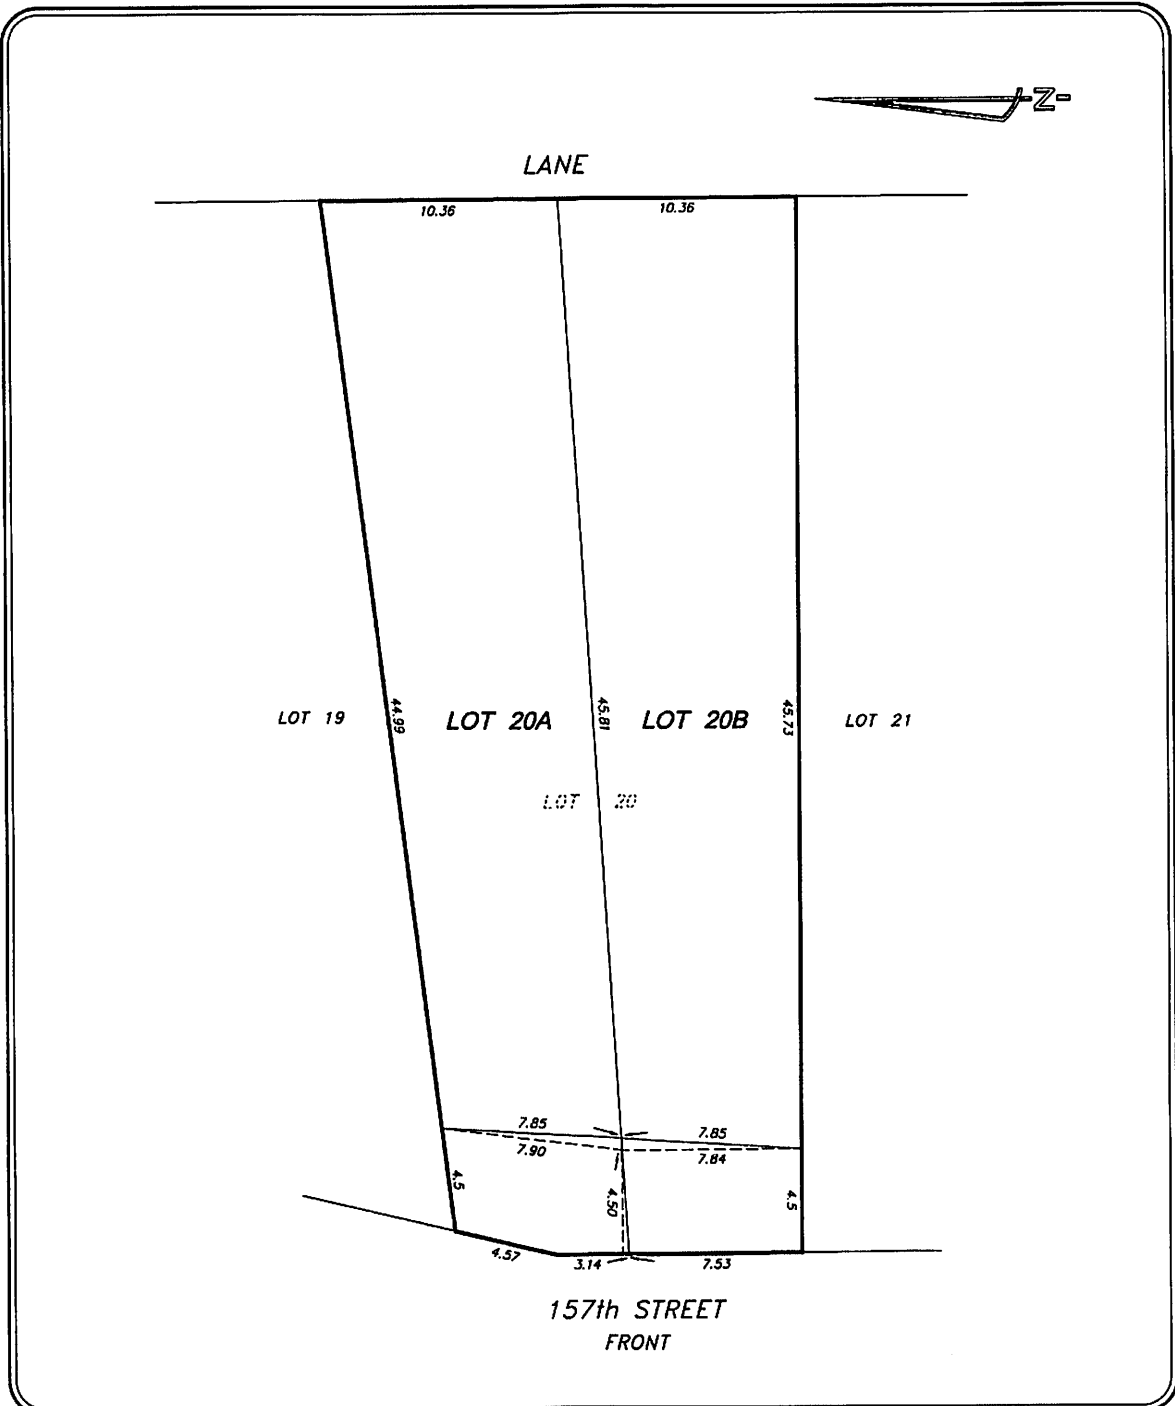 -Z-
LANE
10.36 10.36
LOT 19 44.99 LOT 20A 45.81 LOT 20B 45.73 LOT 21
LOT 20
7.85 7.85
7.90 7.84
4.5 4.50 4.5
4.57 3.14 7.53
157th STREET
FRONT